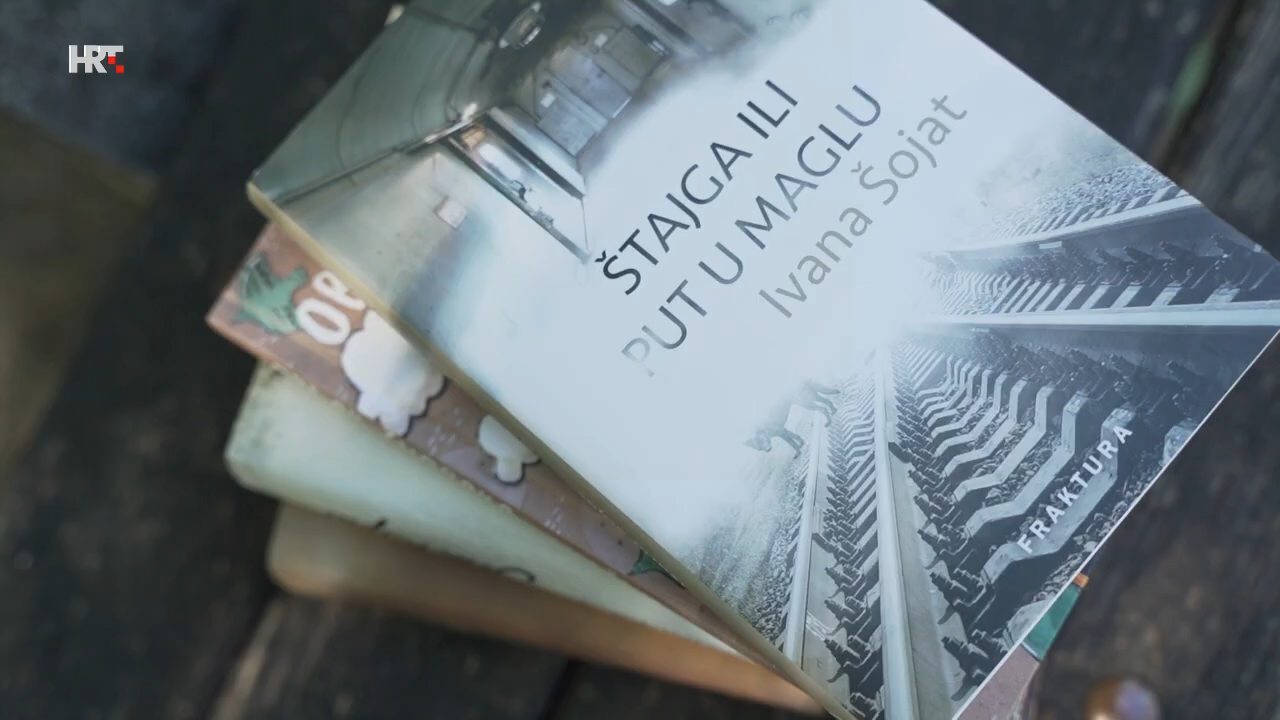 HRT
ŠTAJGA ILI
PUT U MAGLU
Ivana Šojat
FRAKTURA